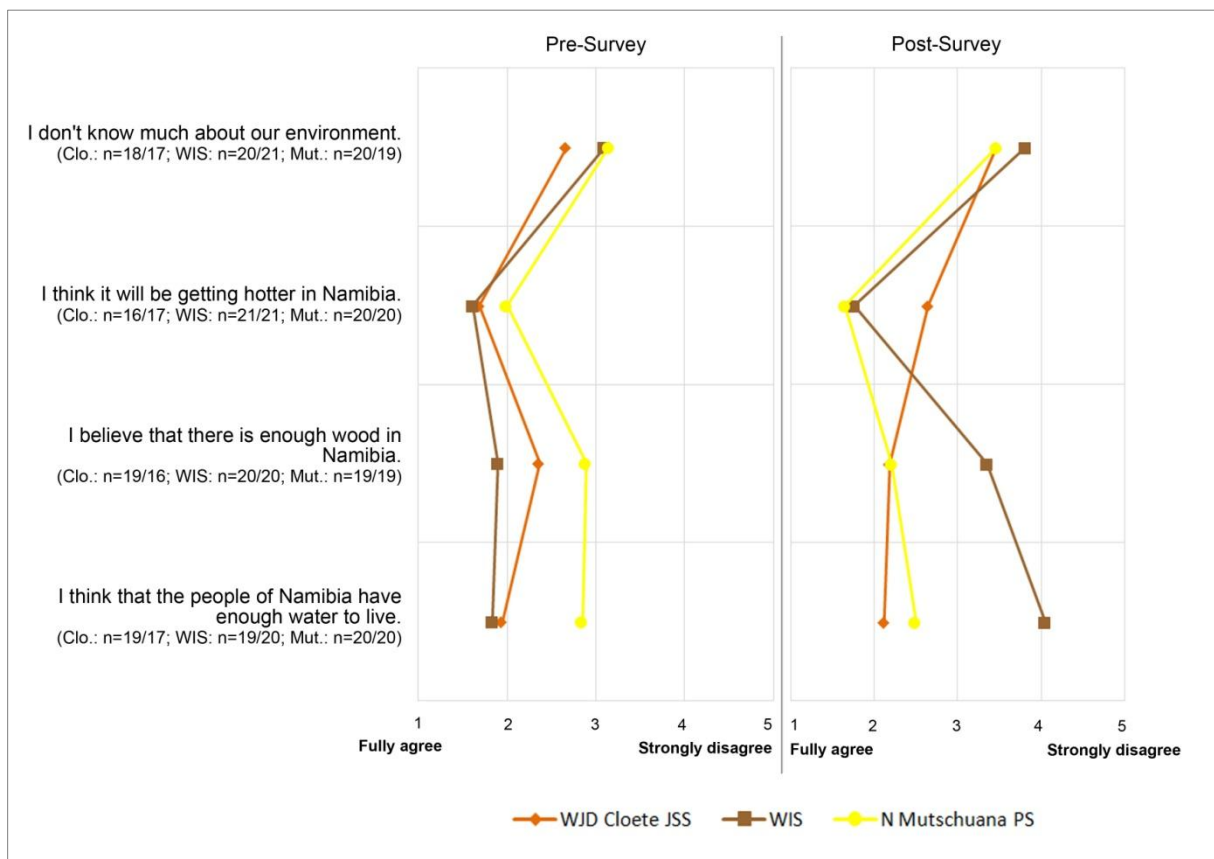 Pre-Survey
Post-Survey
I don't know much about our environment.
(Clo.: n=18/17; WIS: n=20/21; Mut.: n=20/19)
I think it will be getting hotter in Namibia.
(Clo.: n=16/17; WIS: n=21/21; Mut.: n=20/20)
I believe that there is enough wood in
Namibia.
(Clo.: n=19/16; WIS: n=20/20; Mut.: n=19/19)
I think that the people of Namibia have
enough water to live.
(Clo.: n=19/17; WIS: n=19/20; Mut.: n=20/20)
1 2 3 4 5
1 2 3 4 5
Fully agree Strongly disagree
Fully agree Strongly disagree
WJD Cloete JSS WIS N Mutschuana PS